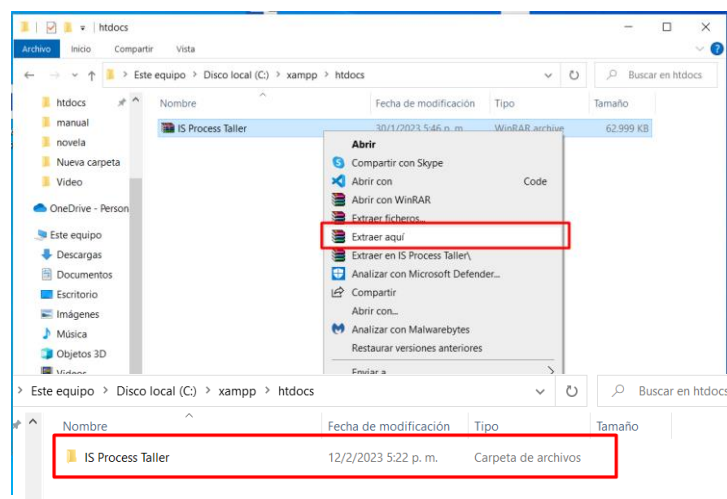 htdocs
Archivo Inicio Compartir Vista
Este equipo > Disco local (C:) > xampp > htdocs Buscar en htdocs
htdocs
manual
novela
Nueva carpeta
Video
OneDrive - Person
Este equipo
Descargas
Documentos
Escritorio
Imágenes
Música
Objetos 3D
Videos
Nombre Fecha de modificación Tipo Tamaño
IS Process Taller 30/1/2023 5:46 p. m. WinRAR archive 62.999 KB
Abrir
Compartir con Skype
Abrir con Code
Abrir con WinRAR
Extraer ficheros...
Extraer aquí
Extraer en IS Process Taller\
Analizar con Microsoft Defender...
Compartir
Abrir con...
Analizar con Malwarebytes
Restaurar versiones anteriores
Enviar a
> Este equipo > Disco local (C:) > xampp > htdocs Buscar en htdocs
Nombre Fecha de modificación Tipo Tamaño
IS Process Taller 12/2/2023 5:22 p. m. Carpeta de archivos